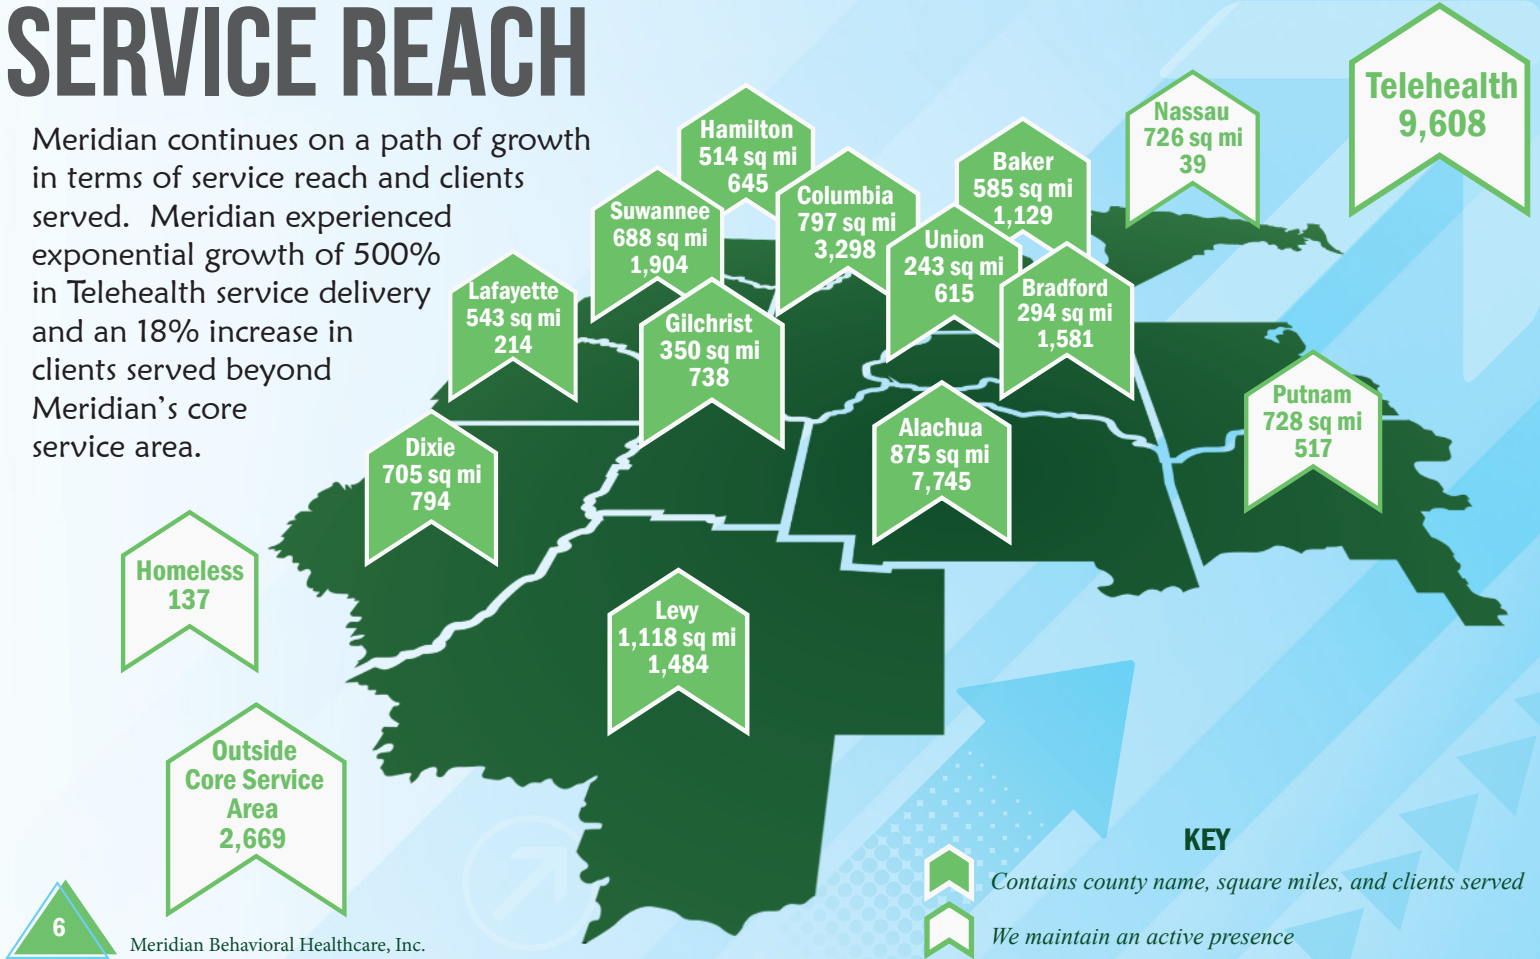 SERVICE REACH
Meridian continues on a path of growth
in terms of service reach and clients
served. Meridian experienced
exponential growth of 500%
in Telehealth service delivery
and an 18% increase in
clients served beyond
Meridian's core
service area.
Telehealth
9,608
Nassau
726 sq mi
39
Hamilton
514 sq mi
645
Baker
585 sq mi
1,129
Columbia
797 sq mi
3,298
Suwannee
688 sq mi
1,904
Union
243 sq mi
615
Bradford
294 sq mi
1,581
Lafayette
543 sq mi
214
Gilchrist
350 sq mi
738
Putnam
728 sq mi
517
Alachua
875 sq mi
7,745
Dixie
705 sq mi
794
Homeless
137
Levy
1,118 sq mi
1,484
Outside
Core Service
Area
2,669
KEY
Contains county name, square miles, and clients served
We maintain an active presence
6
Meridian Behavioral Healthcare, Inc.